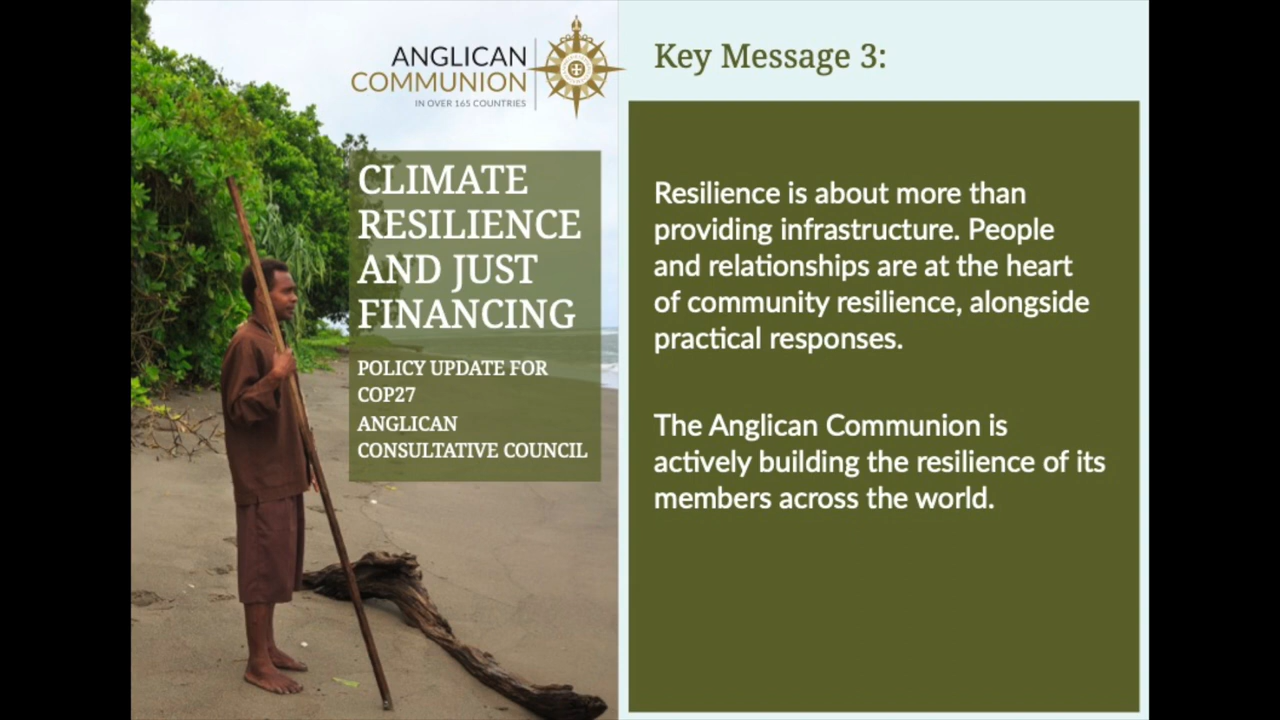 ANGLICAN
COMMUNION
IN OVER 165 COUNTRIES
CLIMATE
RESILIENCE
AND JUST
FINANCING
POLICY UPDATE FOR
COP27
ANGLICAN
CONSULTATIVE COUNCIL
Key Message 3:
Resilience is about more than
providing infrastructure. People
and relationships are at the heart
of community resilience, alongside
practical responses.
The Anglican Communion is
actively building the resilience of its
members across the world.